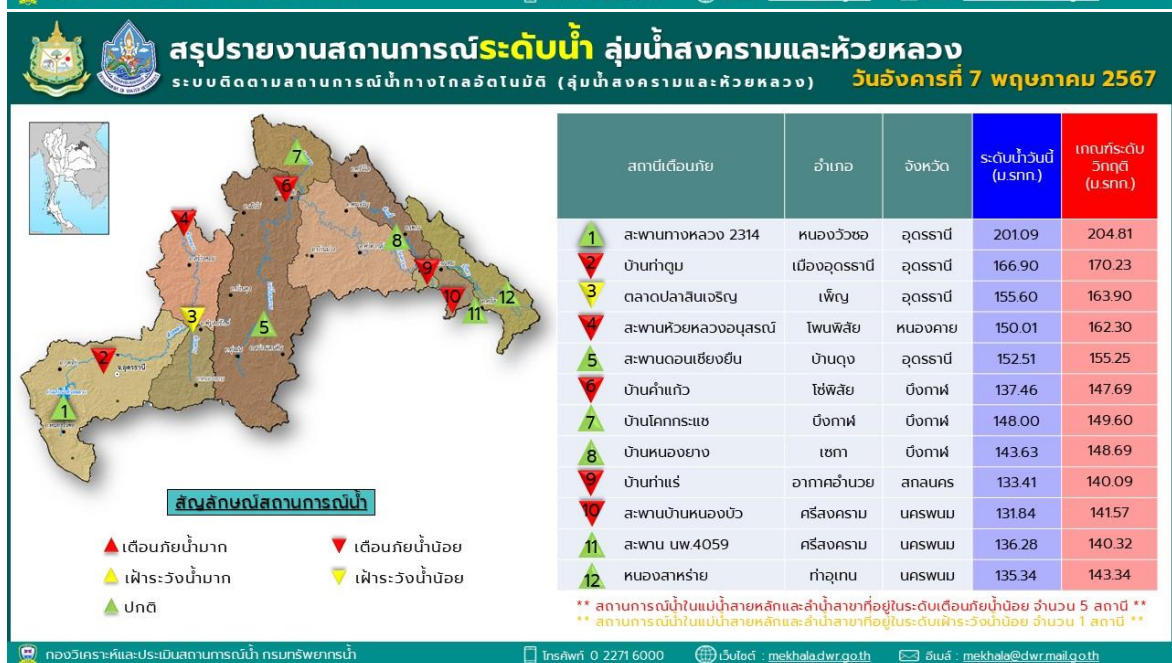 สรุปรายงานสถานการณ์ระดับน้ำ ลุ่มน้ำสงครามและห้วยหลวง
ระบบติดตามสถานการณ์น้ำทางไกลอัตโนมัติ (ลุ่มน้ำสงครามและห้วยหลวง) วันอังคารที่ 7 พฤษภาคม 2567
สถานีเตือนภัย อำเภอ จังหวัด ระดับน้ำวันนี้ (ม.รทก.) เกณฑ์ระดับวิกฤติ (ม.รทก.)
1 สะพานทางหลวง 2314 หนองวัวซอ อุดรธานี 201.09 204.81
2 บ้านท่าตูม เมืองอุดรธานี อุดรธานี 166.90 170.23
3 ตลาดปลาสินเจริญ เพ็ญ อุดรธานี 155.60 163.90
4 สะพานห้วยหลวงอนุสรณ์ โพนพิสัย หนองคาย 150.01 162.30
5 สะพานดอนเชียงยืน บ้านดุง อุดรธานี 152.51 155.25
6 บ้านคำแก้ว โซ่พิสัย บึงกาฬ 137.46 147.69
7 บ้านโคกกระแซ บึงกาฬ บึงกาฬ 148.00 149.60
8 บ้านหนองยาง เซกา บึงกาฬ 143.63 148.69
9 บ้านท่าแร่ อากาศอำนวย สกลนคร 133.41 140.09
10 สะพานบ้านหนองบัว ศรีสงคราม นครพนม 131.84 141.57
11 สะพาน นพ.4059 ศรีสงคราม นครพนม 136.28 140.32
12 หนองสาหร่าย ท่าอุเทน นครพนม 135.34 143.34
** สถานการณ์น้ำในแม่น้ำสายหลักและลำน้ำสาขาที่อยู่ในระดับเตือนภัยน้ำน้อย จำนวน 5 สถานี **
** สถานการณ์น้ำในแม่น้ำสายหลักและลำน้ำสาขาที่อยู่ในระดับเฝ้าระวังน้ำน้อย จำนวน 1 สถานี **
7
6
4
8
9
10
12
11
3
5
2
จ.อุดรธานี
1
สัญลักษณ์สถานการณ์น้ำ
เตือนภัยน้ำมาก เตือนภัยน้ำน้อย
เฝ้าระวังน้ำมาก เฝ้าระวังน้ำน้อย
ปกติ
กองวิเคราะห์และประเมินสถานการณ์น้ำ กรมทรัพยากรน้ำ โทรศัพท์ 0 2271 6000 เว็บไซต์ : mekhala.dwr.go.th อีเมล์ : mekhala@dwr.mail.go.th